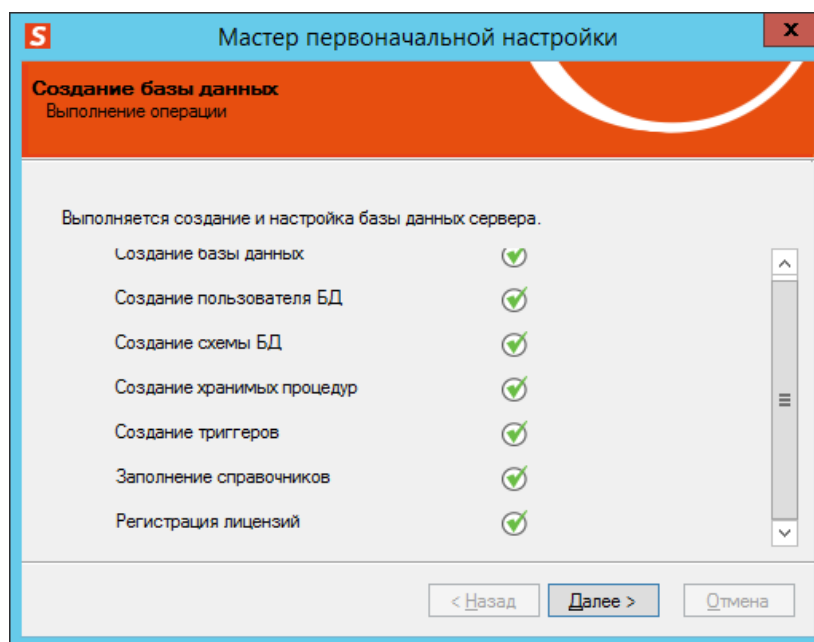 S
Мастер первоначальной настройки
x
Создание базы данных
Выполнение операции
Выполняется создание и настройка базы данных сервера.
Создание базы данных
Создание пользователя БД
Создание схемы БД
Создание хранимых процедур
Создание триггеров
Заполнение справочников
Регистрация лицензий
< Назад
Далее >
Отмена